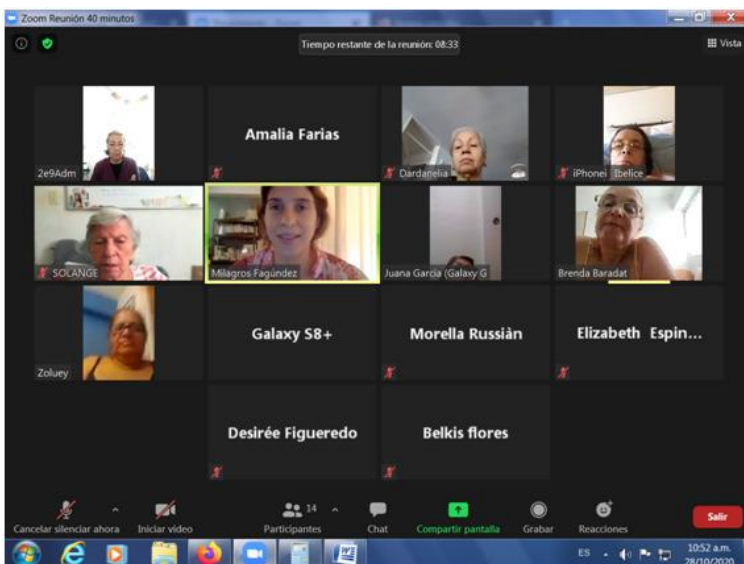 Zoom Reunión 40 minutos
Tiempo restante de la reunión: 08:33
Vista
2e9Adm
Amalia Farias
Dardanelia
iPhonei Ibelice
SOLANGE
Milagros Fagúndez
Juana Garcia (Galaxy G
Brenda Baradat
Zoluey
Galaxy S8+
Morella Russiàn
Elizabeth Espin...
Desirée Figueredo
Belkis flores
Cancelar silenciar ahora
Iniciar video
14
Participantes
Chat
Compartir pantalla
Grabar
Reacciones
Salir
ES
10:52 a.m.
28/10/2020